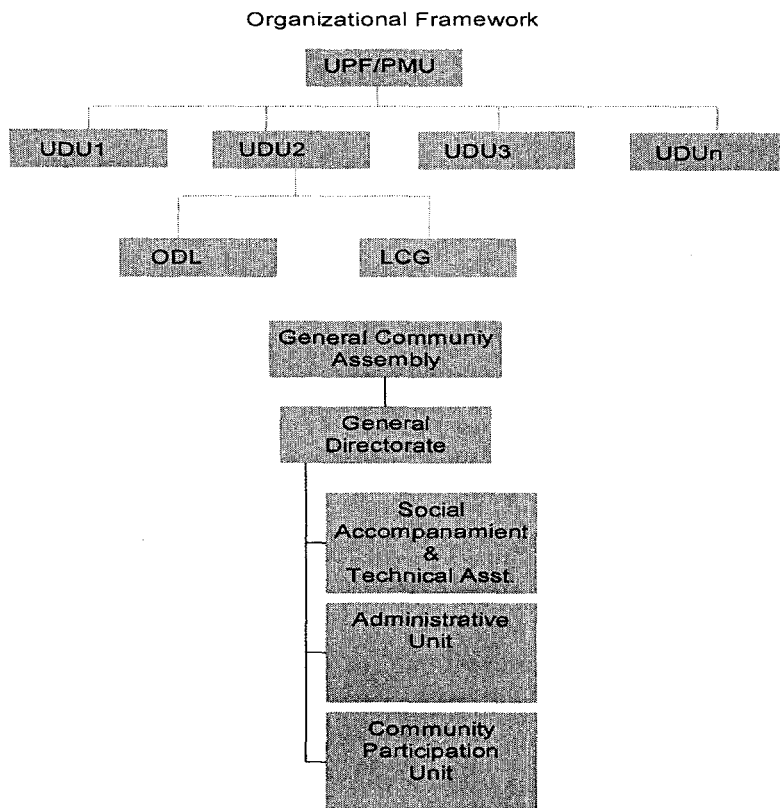 Organizational Framework
UPF/PMU
UDU1 UDU2 UDU3 UDUn
ODL LCG
General Communiy
Assembly
General
Directorate
Social
Accompanamient
&
Technical Asst.
Administrative
Unit
Community
Participation
Unit